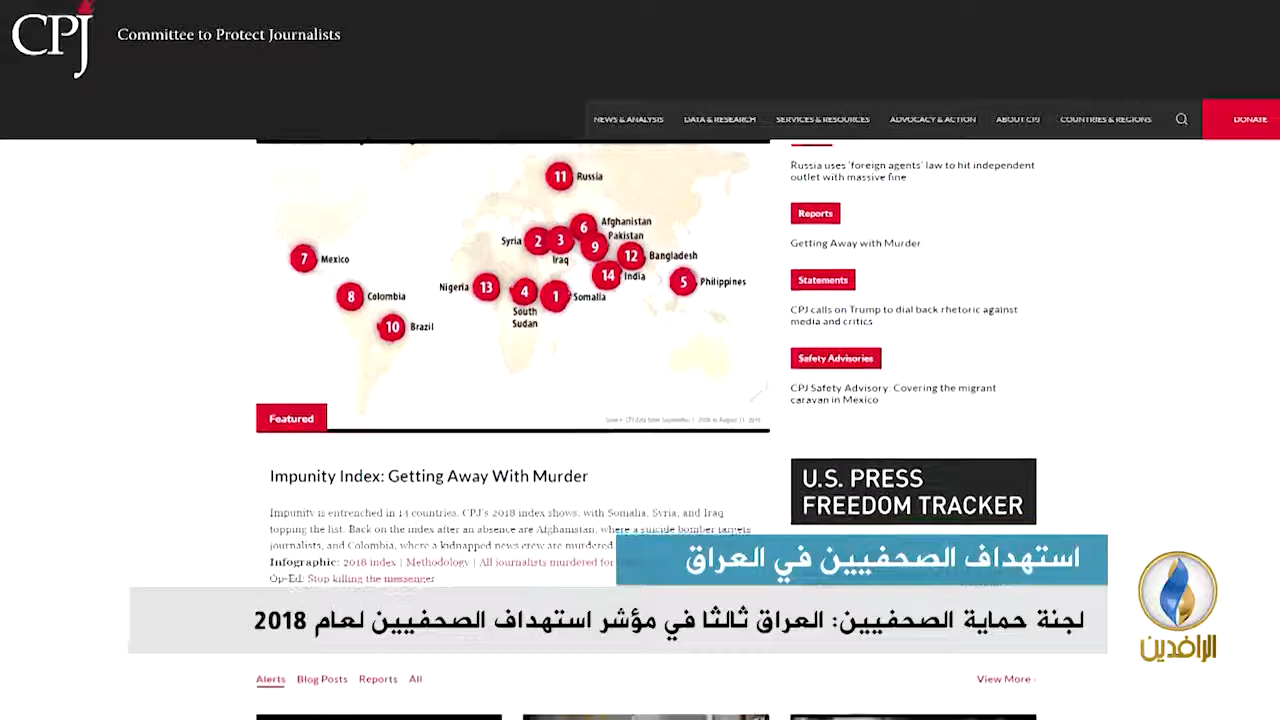 CPJ
Committee to Protect Journalists
NEWS & ANALYSIS DATA & RESEARCH SERVICES & RESOURCES ADVOCACY & ACTION ABOUT CPJ COUNTRIES & REGIONS DONATE
11 Russia
6 Afghanistan
Syria 2 3 Iraq
9 Pakistan
12 Bangladesh
7 Mexico
14 India
5 Philippines
Nigeria 13
8 Colombia
4 South Sudan
1 Somalia
10 Brazil
Featured
Impunity Index: Getting Away With Murder
Impunity is entrenched in 14 countries, CPJ's 2018 index shows, with Somalia, Syria, and Iraq
topping the list. Back on the index after an absence are Afghanistan, where a suicide bomber targets
journalists, and Colombia, where a kidnapped news crew are murdered
Infographic: 2018 index | Methodology | All journalists murdered for
Op-Ed: Stop killing the messenger
Russia uses 'foreign agents' law to hit independent
outlet with massive fine
Reports
Getting Away with Murder
Statements
CPJ calls on Trump to dial back rhetoric against
media and critics
Safety Advisories
CPJ Safety Advisory: Covering the migrant
caravan in Mexico
U.S. PRESS
FREEDOM TRACKER
استهداف الصحفيين في العراق
لجنة حماية الصحفيين: العراق ثالثا في مؤشر استهداف الصحفيين لعام 2018
الرافدين
Alerts Blog Posts Reports All
View More ›